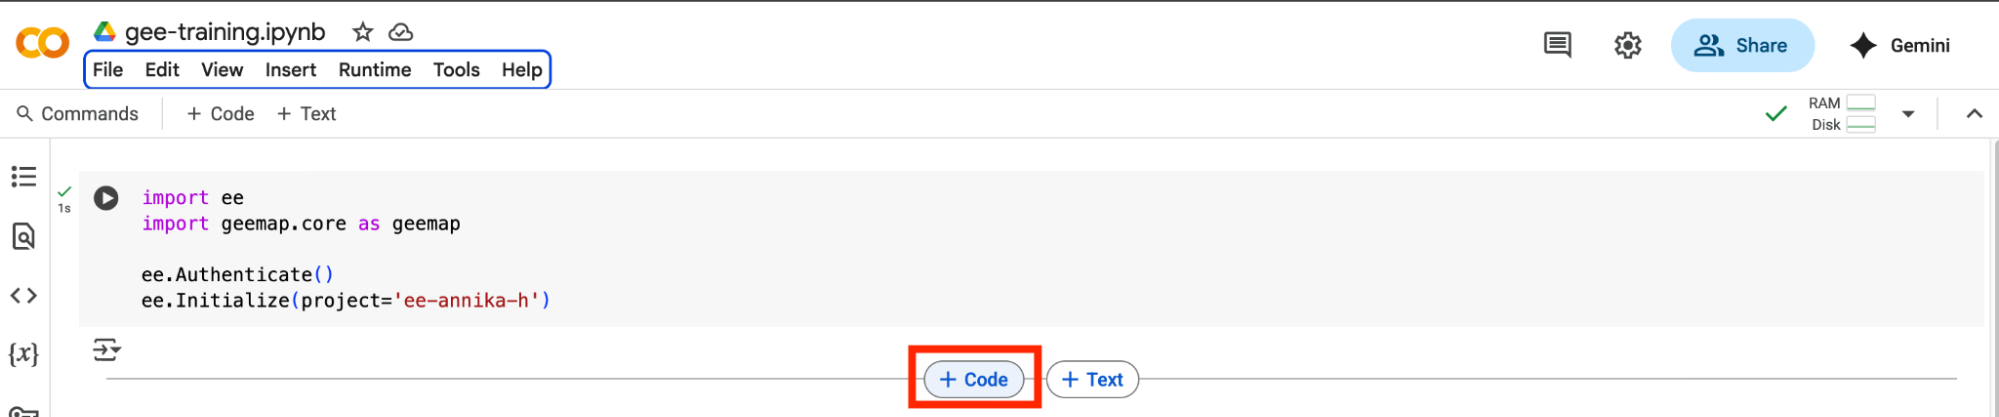 gee-training.ipynb
File Edit View Insert Runtime Tools Help
Share
Gemini
Commands + Code + Text
RAM
Disk
1s
import ee
import geemap.core as geemap
ee.Authenticate()
ee.Initialize(project='ee-annika-h')
{x}
+ Code + Text